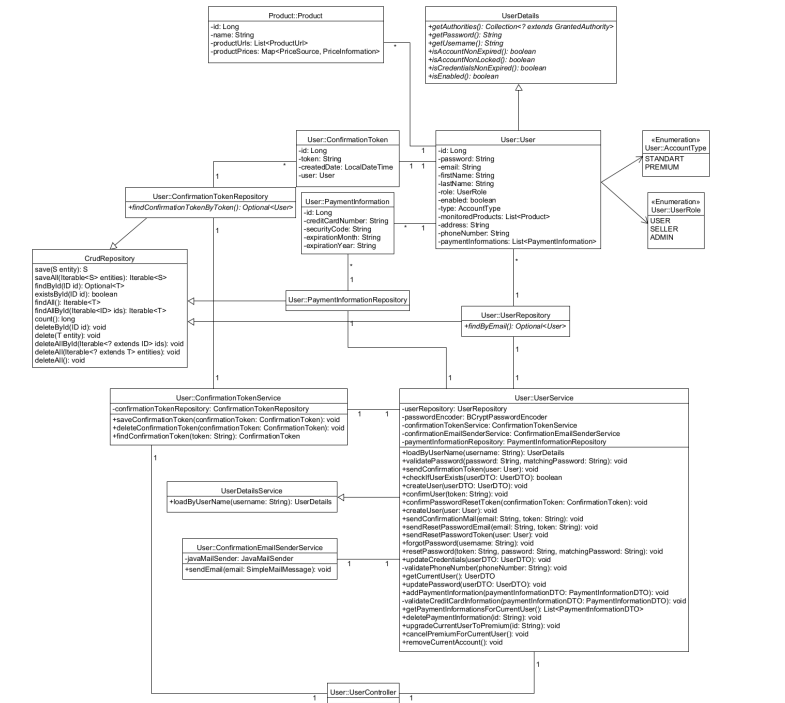 Product::Product
-id: Long
-name: String
-productUrls: List<ProductUrl>
-productPrices: Map<PriceSource, PriceInformation>
UserDetails
+getAuthorities(): Collection<? extends GrantedAuthority>
+getPassword(): String
+getUsername(): String
+isAccountNonExpired(): boolean
+isAccountNonLocked(): boolean
+isCredentialsNonExpired(): boolean
+isEnabled(): boolean
*
1
User::ConfirmationToken
-id: Long
-token: String
-createdDate: LocalDateTime
-user: User
*
1
1 1
User::User
-id: Long
-password: String
-email: String
-firstName: String
-lastName: String
-role: UserRole
-enabled: boolean
-type: AccountType
-monitoredProducts: List<Product>
-address: String
-phoneNumber: String
-paymentInformations: List<PaymentInformation>
«Enumeration»
User::AccountType
STANDART
PREMIUM
«Enumeration»
User::UserRole
USER
SELLER
ADMIN
User::ConfirmationTokenRepository
+findConfirmationTokenByToken(): Optional<User>
User::PaymentInformation
-id: Long
-creditCardNumber: String
-securityCode: String
-expirationMonth: String
-expirationYear: String
* 1
1
CrudRepository
save(S entity): S
saveAll(Iterable<S> entities): Iterable<S>
findById(ID id): Optional<T>
existsById(ID id): boolean
findAll(): Iterable<T>
findAllById(Iterable<ID> ids): Iterable<T>
count(): long
deleteById(ID id): void
delete(T entity): void
deleteAllById(Iterable<? extends ID> ids): void
deleteAll(Iterable<? extends T> entities): void
deleteAll(): void
*
1
User::PaymentInformationRepository
1
*
1
User::UserRepository
+findByEmail(): Optional<User>
1
1
1
1
User::ConfirmationTokenService
-confirmationTokenRepository: ConfirmationTokenRepository
+saveConfirmationToken(confirmationToken: ConfirmationToken): void
+deleteConfirmationToken(confirmationToken: ConfirmationToken): void
+findConfirmationToken(token: String): ConfirmationToken
1 1
1
User::UserService
-userRepository: UserRepository
-passwordEncoder: BCryptPasswordEncoder
-confirmationTokenService: ConfirmationTokenService
-confirmationEmailSenderService: ConfirmationEmailSenderService
-paymentInformationRepository: PaymentInformationRepository
+loadByUserName(username: String): UserDetails
+validatePassword(password: String, matchingPassword: String): void
+sendConfirmationToken(user: User): void
+checkIfUserExists(userDTO: UserDTO): boolean
+createUser(userDTO: UserDTO): void
+confirmUser(token: String): void
+confirmPasswordResetToken(confirmationToken: ConfirmationToken): void
+createUser(user: User): void
+sendConfirmationMail(email: String, token: String): void
+sendResetPasswordEmail(email: String, token: String): void
+sendResetPasswordToken(user: User): void
+forgotPassword(username: String): void
+resetPassword(token: String, password: String, matchingPassword: String): void
+updateCredentials(userDTO: UserDTO): void
-validatePhoneNumber(phoneNumber: String): void
+getCurrentUser(): UserDTO
+updatePassword(userDTO: UserDTO): void
+addPaymentInformation(paymentInformationDTO: PaymentInformationDTO): void
-validateCreditCardInformation(paymentInformationDTO: PaymentInformationDTO): void
+getPaymentInformationsForCurrentUser(): List<PaymentInformationDTO>
+deletePaymentInformation(id: String): void
+upgradeCurrentUserToPremium(id: String): void
+cancelPremiumForCurrentUser(): void
+removeCurrentAccount(): void
UserDetailsService
+loadByUserName(username: String): UserDetails
User::ConfirmationEmailSenderService
-javaMailSender: JavaMailSender
+sendEmail(email: SimpleMailMessage): void
1 1
1
User::UserController
1 1